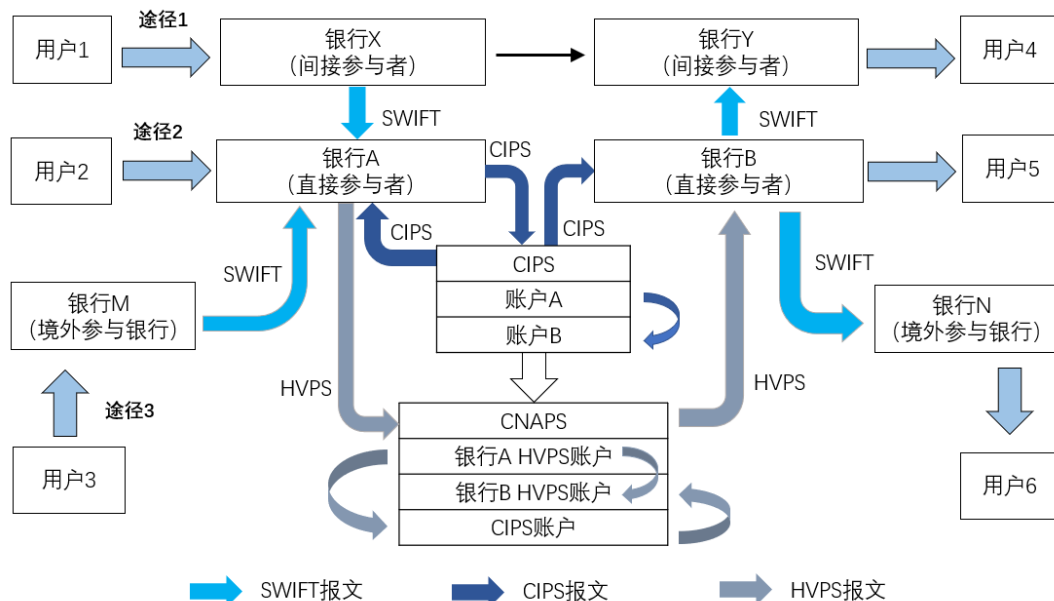 途径1
用户1
银行X
（间接参与者）
银行Y
（间接参与者）
用户4
SWIFT
SWIFT
途径2
用户2
银行A
（直接参与者）
CIPS
银行B
（直接参与者）
用户5
CIPS
CIPS
SWIFT
SWIFT
CIPS
账户A
账户B
银行M
（境外参与银行）
银行N
（境外参与银行）
HVPS
HVPS
途径3
用户3
CNAPS
银行A HVPS账户
银行B HVPS账户
CIPS账户
用户6
SWIFT报文
CIPS报文
HVPS报文